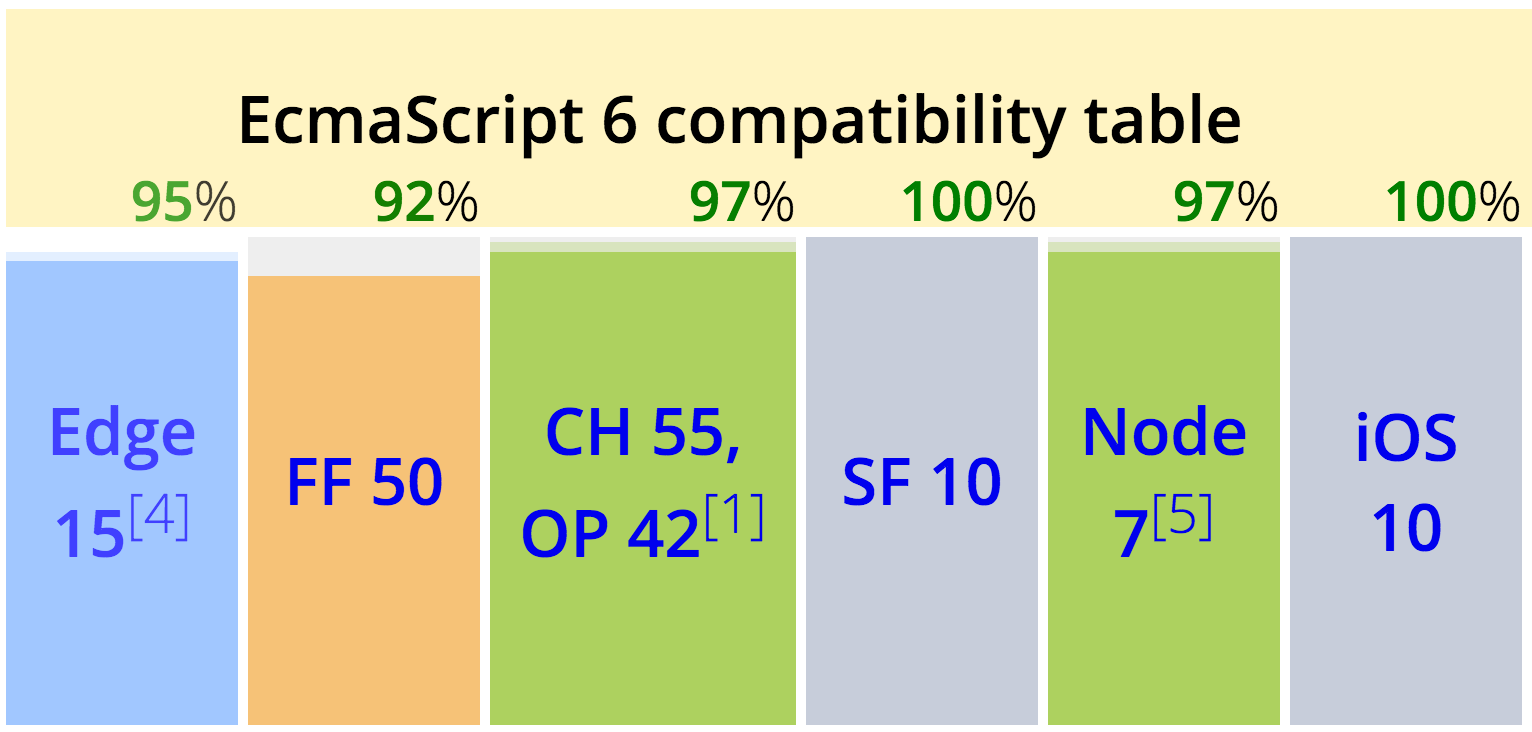 EcmaScript 6 compatibility table
95% 92% 97% 100% 97% 100%
Edge
15[4]
FF 50
CH 55,
OP 42[1]
SF 10
Node
7[5]
iOS
10